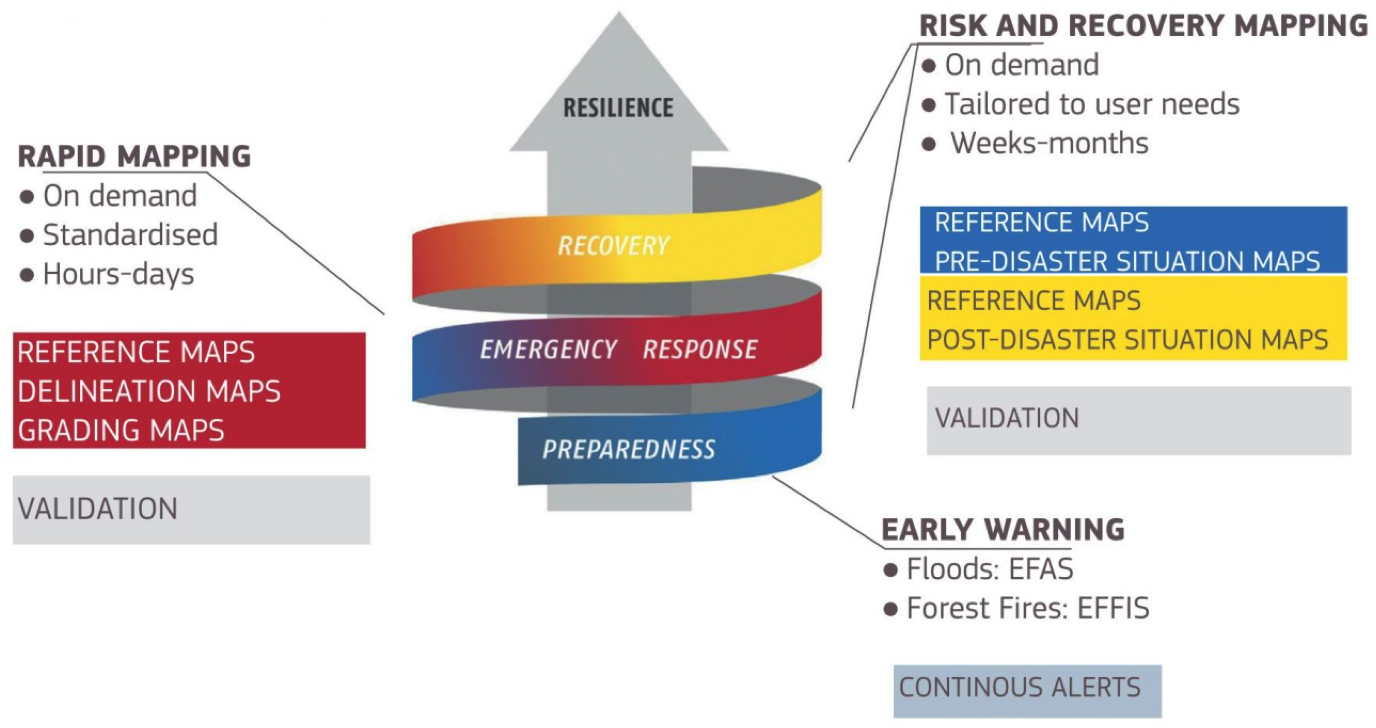 RISK AND RECOVERY MAPPING
● On demand
● Tailored to user needs
● Weeks-months
RESILIENCE
RAPID MAPPING
● On demand
● Standardised
● Hours-days
REFERENCE MAPS
PRE-DISASTER SITUATION MAPS
REFERENCE MAPS
POST-DISASTER SITUATION MAPS
RECOVERY
EMERGENCY RESPONSE
PREPAREDNESS
REFERENCE MAPS
DELINEATION MAPS
GRADING MAPS
VALIDATION
VALIDATION
EARLY WARNING
● Floods: EFAS
● Forest Fires: EFFIS
CONTINOUS ALERTS